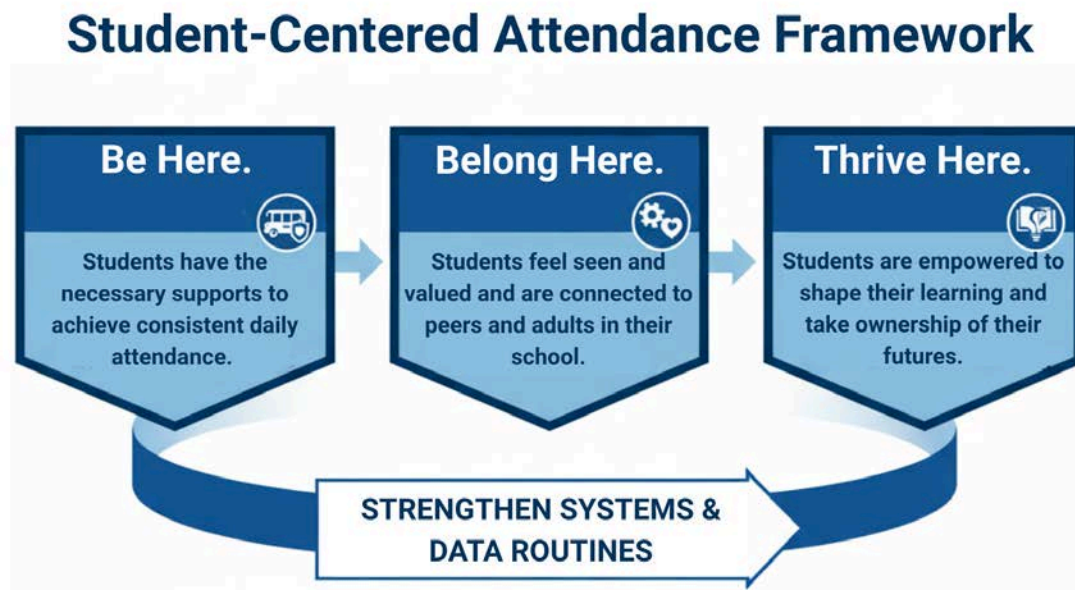 Student-Centered Attendance Framework
Be Here.
Students have the
necessary supports to
achieve consistent daily
attendance.
Belong Here.
Students feel seen and
valued and are connected to
peers and adults in their
school.
Thrive Here.
Students are empowered to
shape their learning and
take ownership of their
futures.
STRENGTHEN SYSTEMS &
DATA ROUTINES